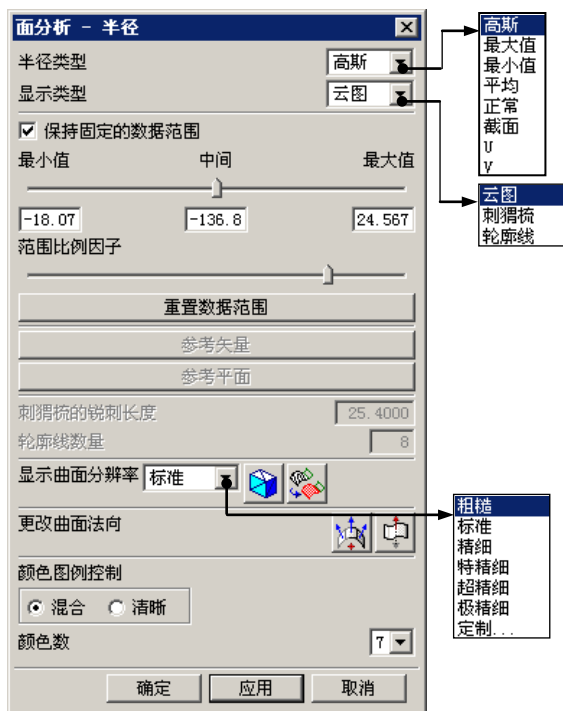 面分析 - 半径
半径类型
高斯
显示类型
云图
保持固定的数据范围
最小值 中间 最大值
-18.07 -136.8 24.567
范围比例因子
重置数据范围
参考矢量
参考平面
刺猬梳的锐刺长度 25.4000
轮廓线数量 8
显示曲面分辨率 标准
更改曲面法向
颜色图例控制
混合 清晰
颜色数 7
确定 应用 取消
高斯
最大值
最小值
平均
正常
截面
U
V
云图
刺猬梳
轮廓线
粗糙
标准
精细
特精细
超精细
极精细
定制...